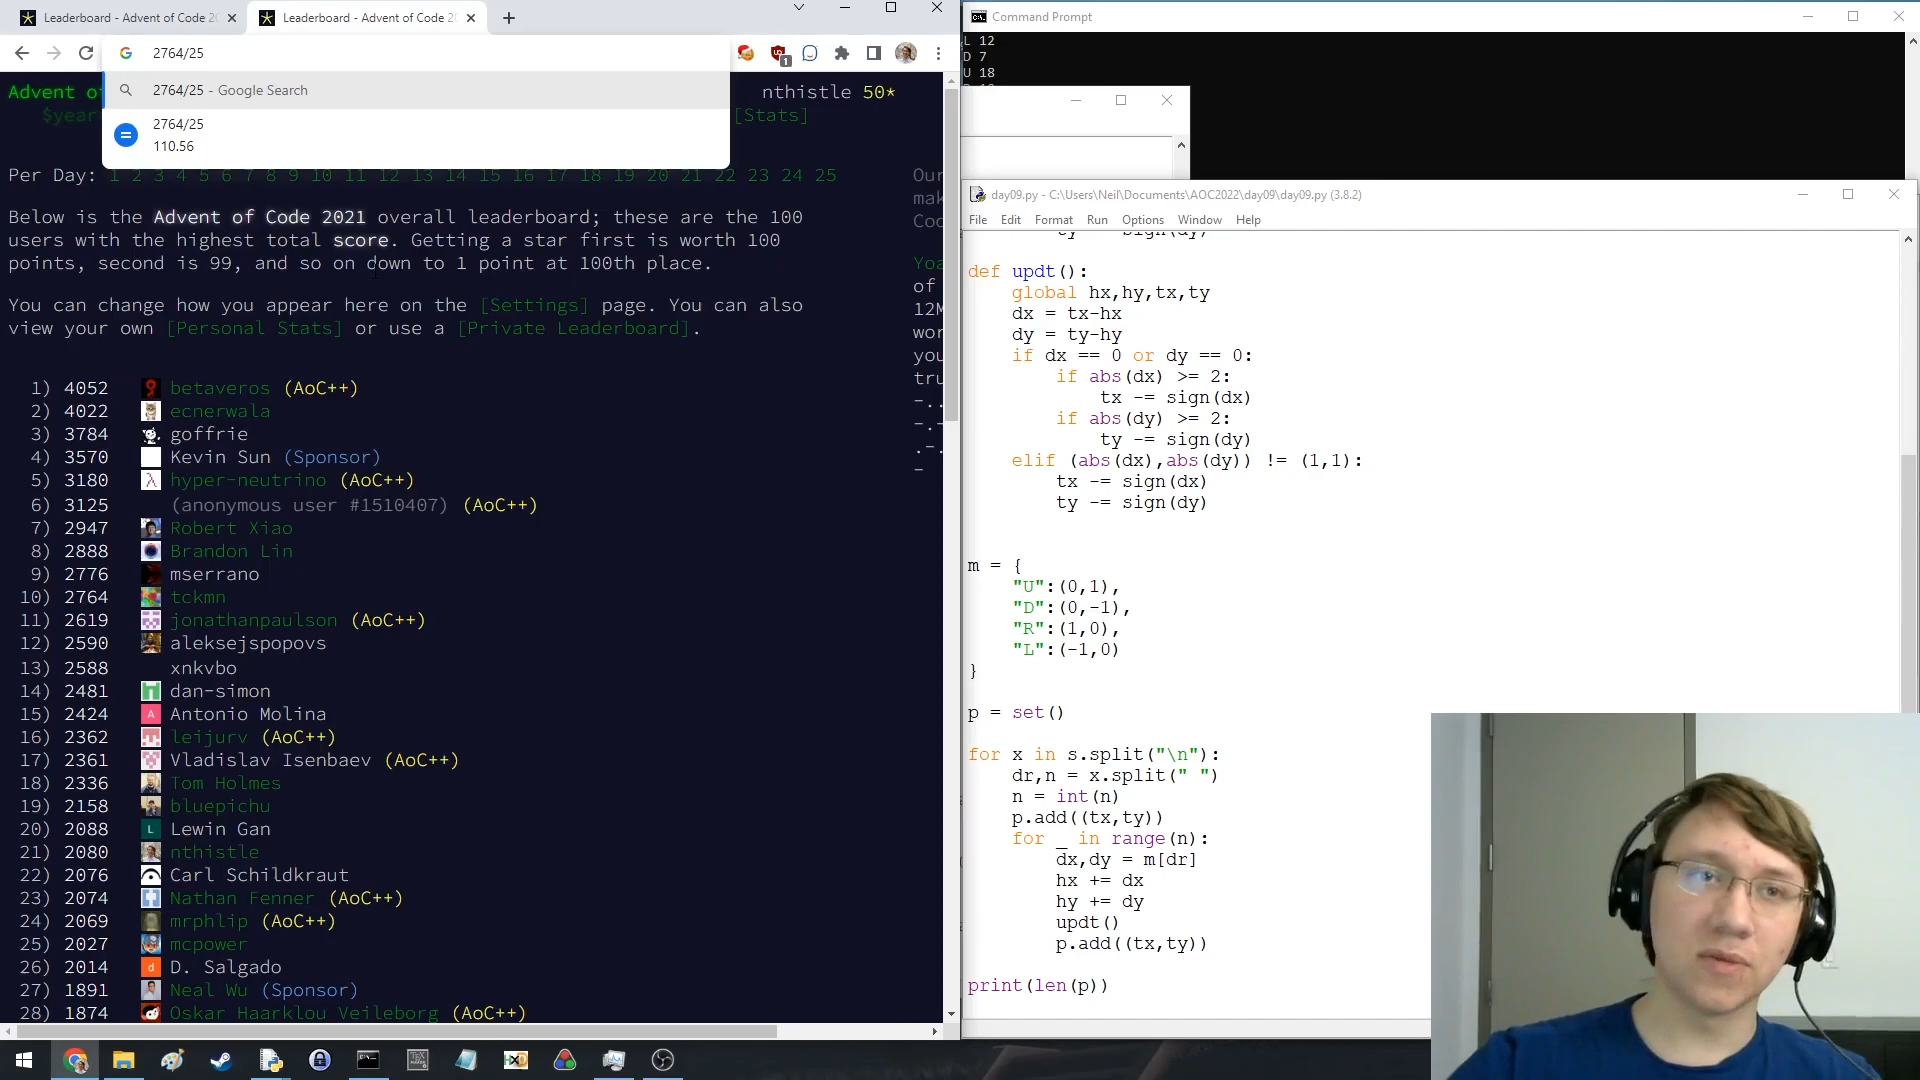 Leaderboard - Advent of Code 2
Leaderboard - Advent of Code 2
2764/25
2764/25 - Google Search
2764/25
110.56
Advent o
nthistle 50*
$year
[Stats]
Per Day: 1 2 3 4 5 6 7 8 9 10 11 12 13 14 15 16 17 18 19 20 21 22 23 24 25
Below is the Advent of Code 2021 overall leaderboard; these are the 100
users with the highest total score. Getting a star first is worth 100
points, second is 99, and so on down to 1 point at 100th place.
You can change how you appear here on the [Settings] page. You can also
view your own [Personal Stats] or use a [Private Leaderboard].
1) 4052 betaveros (AoC++)
2) 4022 ecnerwala
3) 3784 goffrie
4) 3570 Kevin Sun (Sponsor)
5) 3180 hyper-neutrino (AoC++)
6) 3125 (anonymous user #1510407) (AoC++)
7) 2947 Robert Xiao
8) 2888 Brandon Lin
9) 2776 mserrano
10) 2764 tckmn
11) 2619 jonathanpaulson (AoC++)
12) 2590 aleksejspopovs
13) 2588 xnkvbo
14) 2481 dan-simon
15) 2424 A Antonio Molina
16) 2362 leijurv (AoC++)
17) 2361 Vladislav Isenbaev (AoC++)
18) 2336 Tom Holmes
19) 2158 bluepichu
20) 2088 L Lewin Gan
21) 2080 nthistle
22) 2076 Carl Schildkraut
23) 2074 Nathan Fenner (AoC++)
24) 2069 mrphlip (AoC++)
25) 2027 mcpower
26) 2014 d D. Salgado
27) 1891 Neal Wu (Sponsor)
28) 1874 Oskar Haarklou Veileborg (AoC++)
Our
mak
Coo
Yoa
of
12M
wor
you
tru
-..
-.-
.-.
-
Command Prompt
L 12
D 7
U 18
day09.py - C:\Users\Neil\Documents\AOC2022\day09\day09.py (3.8.2)
File Edit Format Run Options Window Help
ty -= sign(dy)
def updt():
global hx,hy,tx,ty
dx = tx-hx
dy = ty-hy
if dx == 0 or dy == 0:
if abs(dx) >= 2:
tx -= sign(dx)
if abs(dy) >= 2:
ty -= sign(dy)
elif (abs(dx),abs(dy)) != (1,1):
tx -= sign(dx)
ty -= sign(dy)
m = {
"U":(0,1),
"D":(0,-1),
"R":(1,0),
"L":(-1,0)
}
p = set()
for x in s.split("\n"):
dr,n = x.split(" ")
n = int(n)
p.add((tx,ty))
for _ in range(n):
dx,dy = m[dr]
hx += dx
hy += dy
updt()
p.add((tx,ty))
print(len(p))